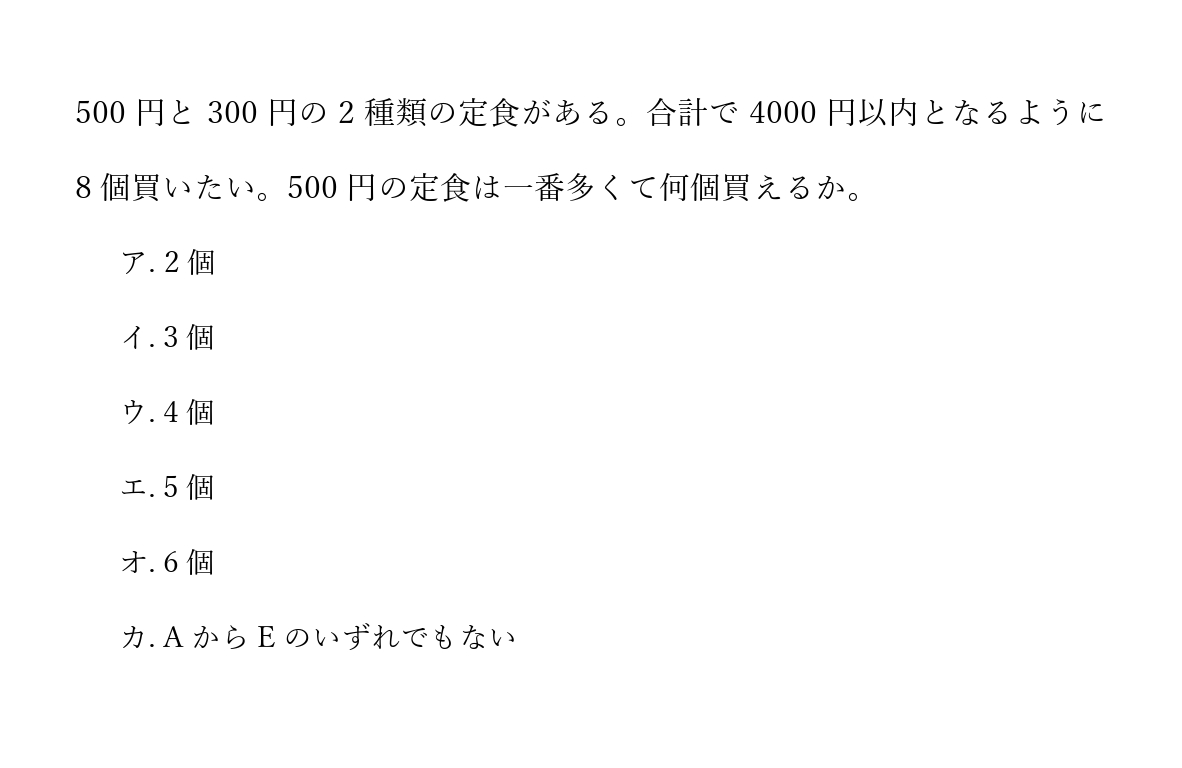 500 円と 300 円の 2 種類の定食がある。合計で 4000 円以内となるように
8 個買いたい。500 円の定食は一番多くて何個買えるか。
ア. 2 個
イ. 3 個
ウ. 4 個
エ. 5 個
オ. 6 個
カ. A から E のいずれでもない